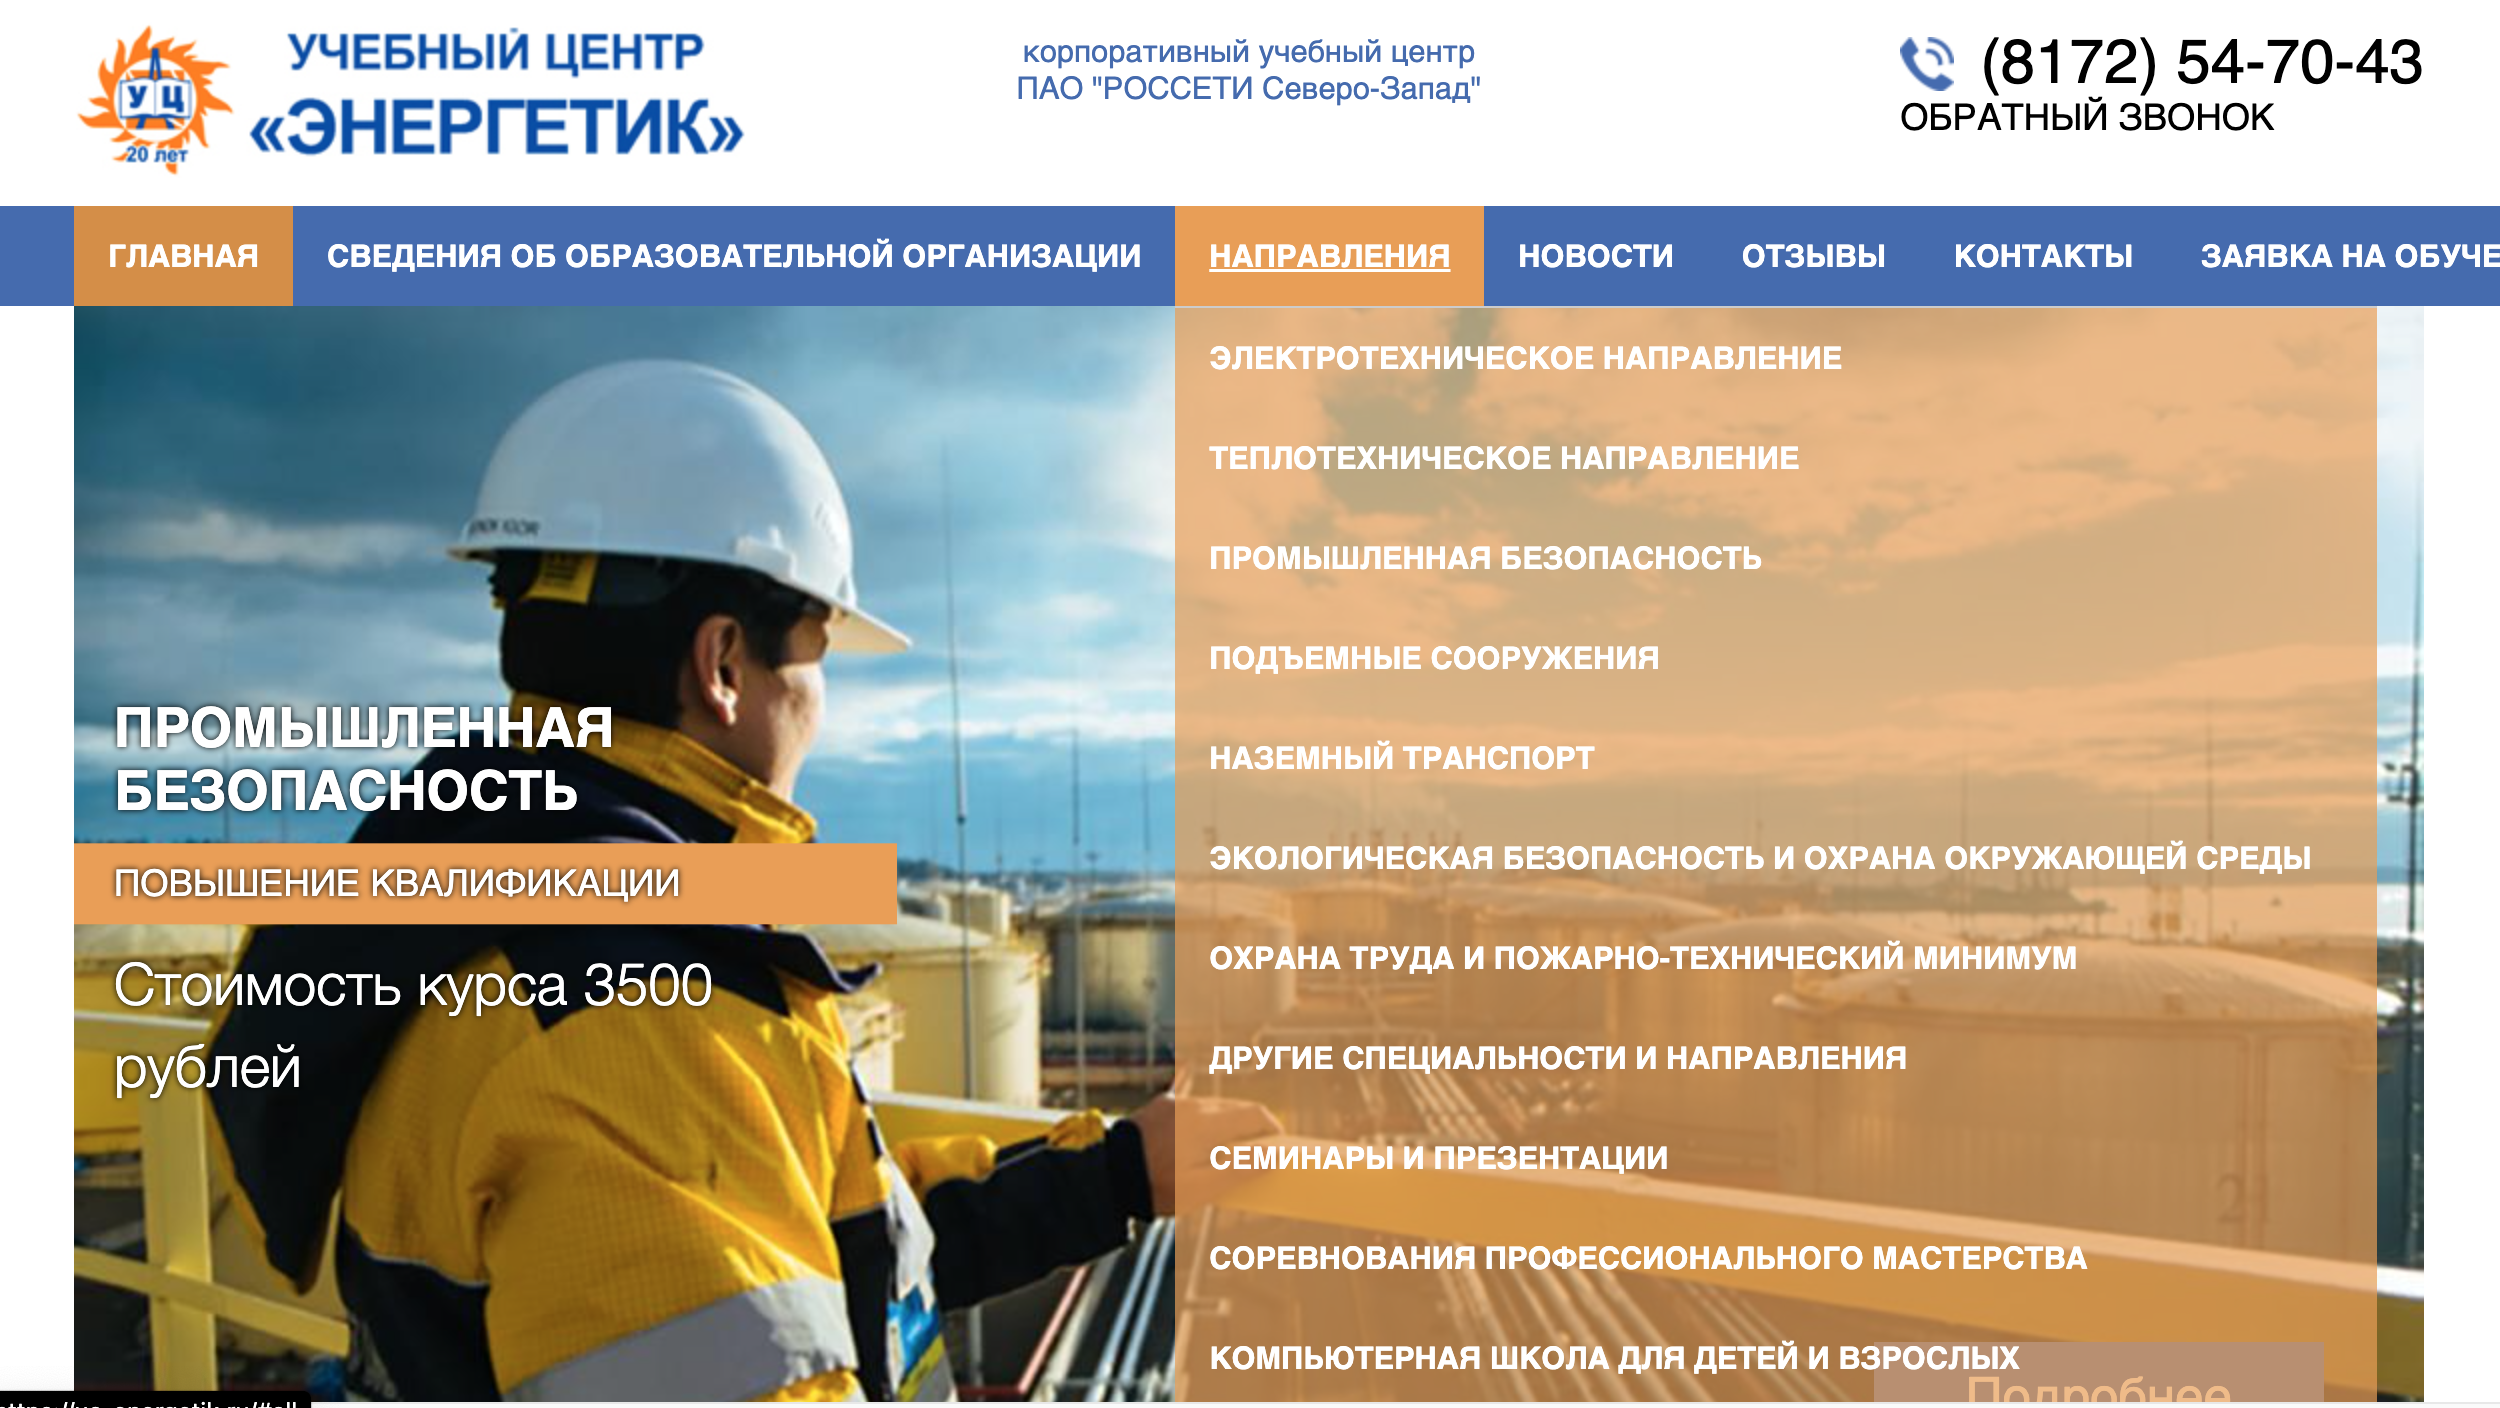 УЧЕБНЫЙ ЦЕНТР
«ЭНЕРГЕТИК»
УЦ
20 лет
корпоративный учебный центр
ПАО "РОССЕТИ Северо-Запад"
(8172) 54-70-43
ОБРАТНЫЙ ЗВОНОК
ГЛАВНАЯ СВЕДЕНИЯ ОБ ОБРАЗОВАТЕЛЬНОЙ ОРГАНИЗАЦИИ НАПРАВЛЕНИЯ НОВОСТИ ОТЗЫВЫ КОНТАКТЫ ЗАЯВКА НА ОБУЧЕ
ЭЛЕКТРОТЕХНИЧЕСКОЕ НАПРАВЛЕНИЕ
ТЕПЛОТЕХНИЧЕСКОЕ НАПРАВЛЕНИЕ
ПРОМЫШЛЕННАЯ БЕЗОПАСНОСТЬ
ПОДЪЕМНЫЕ СООРУЖЕНИЯ
НАЗЕМНЫЙ ТРАНСПОРТ
ЭКОЛОГИЧЕСКАЯ БЕЗОПАСНОСТЬ И ОХРАНА ОКРУЖАЮЩЕЙ СРЕДЫ
ОХРАНА ТРУДА И ПОЖАРНО-ТЕХНИЧЕСКИЙ МИНИМУМ
ДРУГИЕ СПЕЦИАЛЬНОСТИ И НАПРАВЛЕНИЯ
СЕМИНАРЫ И ПРЕЗЕНТАЦИИ
СОРЕВНОВАНИЯ ПРОФЕССИОНАЛЬНОГО МАСТЕРСТВА
КОМПЬЮТЕРНАЯ ШКОЛА ДЛЯ ДЕТЕЙ И ВЗРОСЛЫХ
ПРОМЫШЛЕННАЯ
БЕЗОПАСНОСТЬ
ПОВЫШЕНИЕ КВАЛИФИКАЦИИ
Стоимость курса 3500
рублей
21
Подробнее